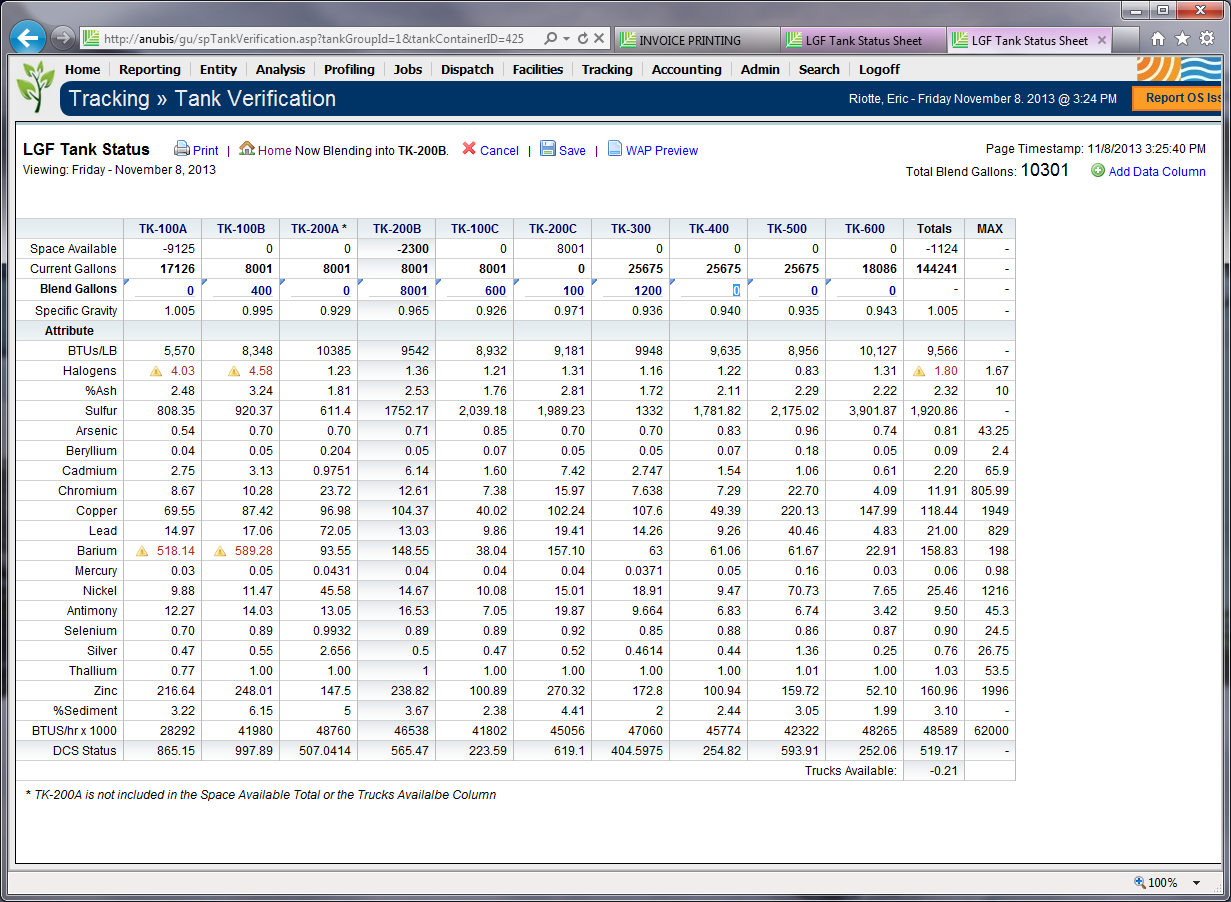 http://anubis/gu/spTankVerification.asp?tankGroupId=1&tankContainerID=425 INVOICE PRINTING LGF Tank Status Sheet LGF Tank Status Sheet
Home Reporting Entity Analysis Profiling Jobs Dispatch Facilities Tracking Accounting Admin Search Logoff
Tracking » Tank Verification Riotte, Eric - Friday November 8. 2013 @ 3:24 PM Report OS Iss
LGF Tank Status Print | Home Now Blending into TK-200B. Cancel | Save | WAP Preview Page Timestamp: 11/8/2013 3:25:40 PM
Viewing: Friday - November 8, 2013 Total Blend Gallons: 10301 Add Data Column
TK-100A TK-100B TK-200A * TK-200B TK-100C TK-200C TK-300 TK-400 TK-500 TK-600 Totals MAX
Space Available -9125 0 0 -2300 0 8001 0 0 0 0 -1124 -
Current Gallons 17126 8001 8001 8001 8001 0 25675 25675 25675 18086 144241 -
Blend Gallons 0 400 0 8001 600 100 1200 0 0 0 - -
Specific Gravity 1.005 0.995 0.929 0.965 0.926 0.971 0.936 0.940 0.935 0.943 1.005 -
Attribute
BTUs/LB 5,570 8,348 10385 9542 8,932 9,181 9948 9,635 8,956 10,127 9,566 -
Halogens 4.03 4.58 1.23 1.36 1.21 1.31 1.16 1.22 0.83 1.31 1.80 1.67
%Ash 2.48 3.24 1.81 2.53 1.76 2.81 1.72 2.11 2.29 2.22 2.32 10
Sulfur 808.35 920.37 611.4 1752.17 2,039.18 1,989.23 1332 1,781.82 2,175.02 3,901.87 1,920.86 -
Arsenic 0.54 0.70 0.70 0.71 0.85 0.70 0.70 0.83 0.96 0.74 0.81 43.25
Beryllium 0.04 0.05 0.204 0.05 0.07 0.05 0.05 0.07 0.18 0.05 0.09 2.4
Cadmium 2.75 3.13 0.9751 6.14 1.60 7.42 2.747 1.54 1.06 0.61 2.20 65.9
Chromium 8.67 10.28 23.72 12.61 7.38 15.97 7.638 7.29 22.70 4.09 11.91 805.99
Copper 69.55 87.42 96.98 104.37 40.02 102.24 107.6 49.39 220.13 147.99 118.44 1949
Lead 14.97 17.06 72.05 13.03 9.86 19.41 14.26 9.26 40.46 4.83 21.00 829
Barium 518.14 589.28 93.55 148.55 38.04 157.10 63 61.06 61.67 22.91 158.83 198
Mercury 0.03 0.05 0.0431 0.04 0.04 0.04 0.0371 0.05 0.16 0.03 0.06 0.98
Nickel 9.88 11.47 45.58 14.67 10.08 15.01 18.91 9.47 70.73 7.65 25.46 1216
Antimony 12.27 14.03 13.05 16.53 7.05 19.87 9.664 6.83 6.74 3.42 9.50 45.3
Selenium 0.70 0.89 0.9932 0.89 0.89 0.92 0.85 0.88 0.86 0.87 0.90 24.5
Silver 0.47 0.55 2.656 0.5 0.47 0.52 0.4614 0.44 1.36 0.25 0.76 26.75
Thallium 0.77 1.00 1.00 1 1.00 1.00 1.00 1.00 1.01 1.00 1.03 53.5
Zinc 216.64 248.01 147.5 238.82 100.89 270.32 172.8 100.94 159.72 52.10 160.96 1996
%Sediment 3.22 6.15 5 3.67 2.38 4.41 2 2.44 3.05 1.99 3.10 -
BTUS/hr x 1000 28292 41980 48760 46538 41802 45056 47060 45774 42322 48265 48589 62000
DCS Status 865.15 997.89 507.0414 565.47 223.59 619.1 404.5975 254.82 593.91 252.06 519.17 -
Trucks Available: -0.21
* TK-200A is not included in the Space Available Total or the Trucks Availalbe Column
100%